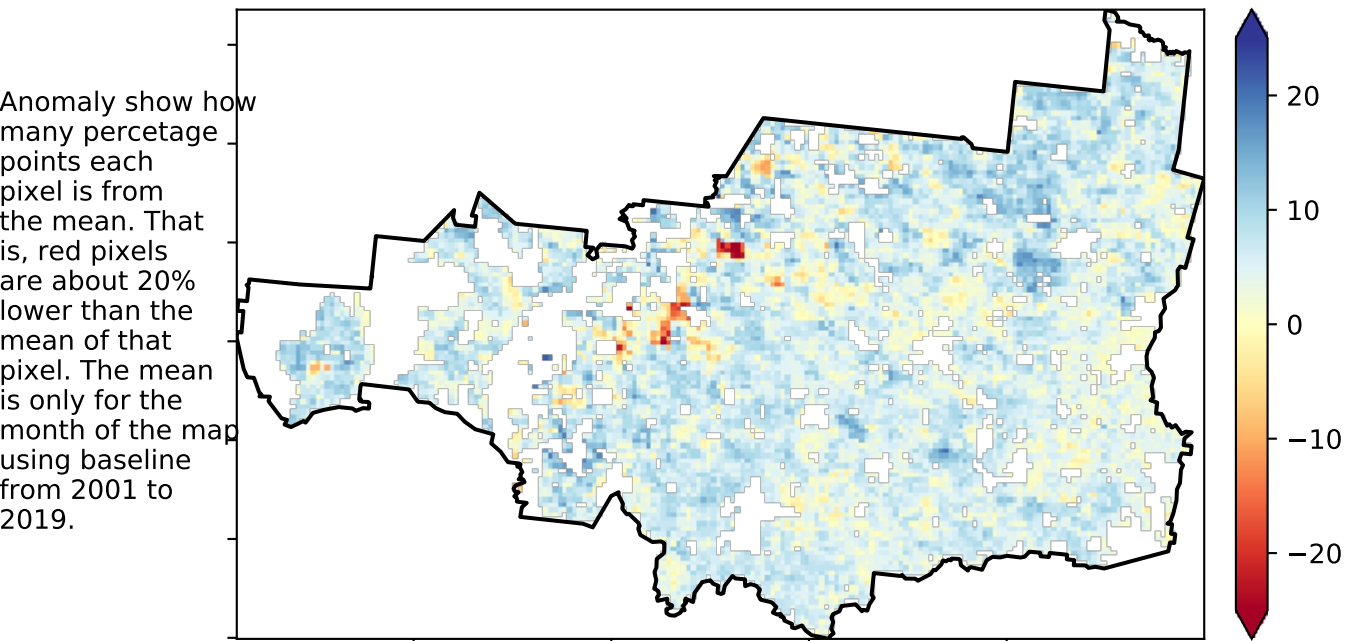 Anomaly show how
many percetage
points each
pixel is from
the mean. That
is, red pixels
are about 20%
lower than the
mean of that
pixel. The mean
is only for the
month of the map
using baseline
from 2001 to
2019.
20
10
0
−10
−20